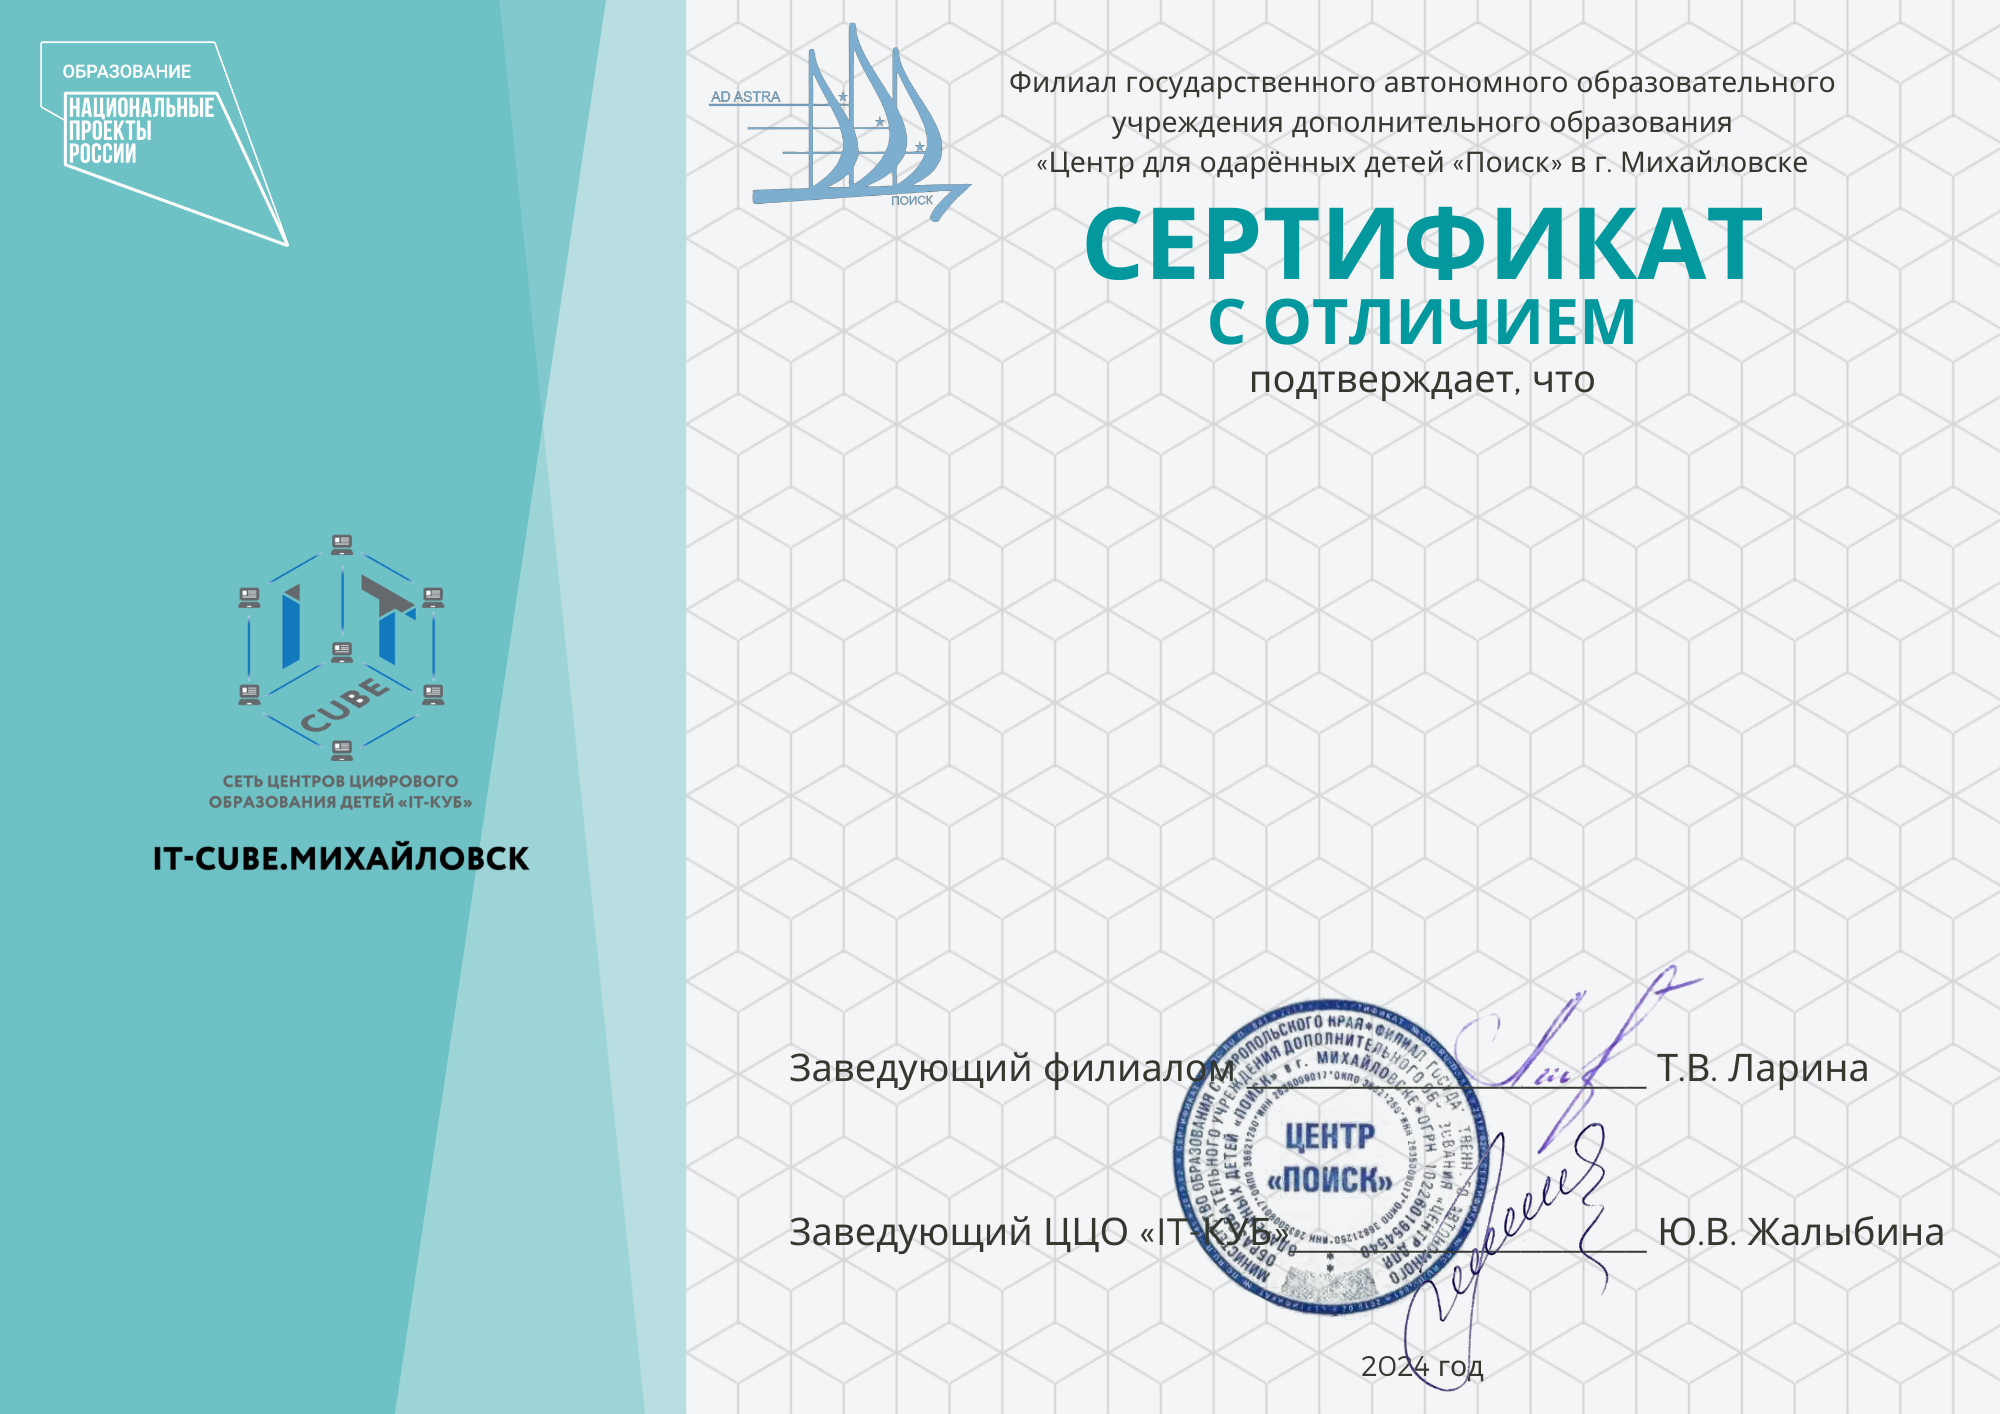 ОБРАЗОВАНИЕ
НАЦИОНАЛЬНЫЕ
ПРОЕКТЫ
РОССИИ
AD ASTRA
ПОИСК
Филиал государственного автономного образовательного
учреждения дополнительного образования
«Центр для одарённых детей «Поиск» в г. Михайловске
СЕРТИФИКАТ
С ОТЛИЧИЕМ
подтверждает, что
IT
CUBE
СЕТЬ ЦЕНТРОВ ЦИФРОВОГО
ОБРАЗОВАНИЯ ДЕТЕЙ «IT-КУБ»
IT-CUBE.МИХАЙЛОВСК
Заведующий филиалом Т.В. Ларина
ЦЕНТР
«ПОИСК»
Заведующий ЦЦО «IT-КУБ» Ю.В. Жалыбина
2024 год